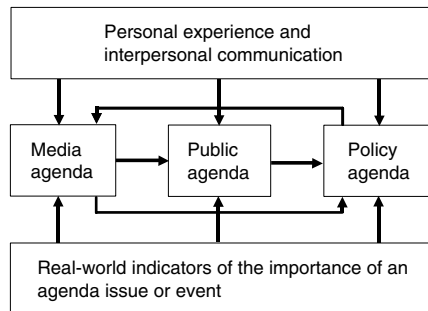 Personal experience and
interpersonal communication
Media
agenda
Public
agenda
Policy
agenda
Real-world indicators of the importance of an
agenda issue or event